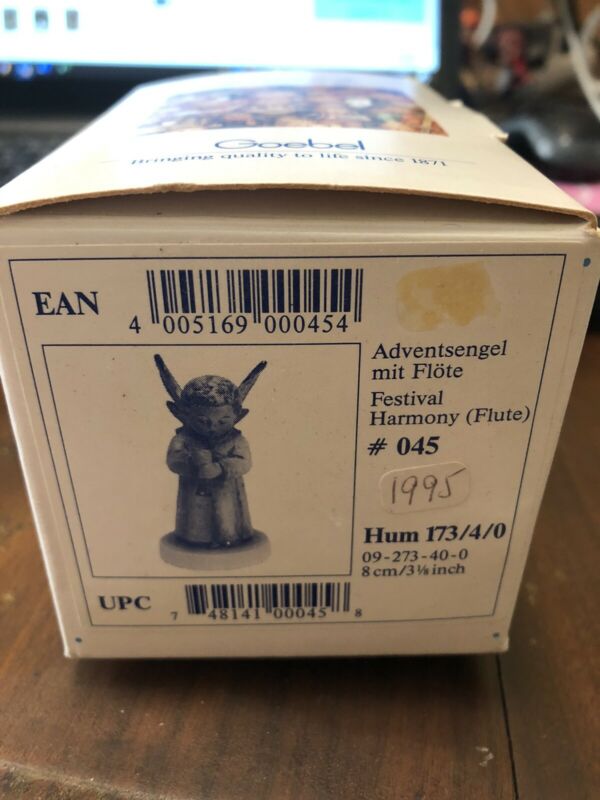 Goebel
Bringing quality to life since 1871
EAN
4 005169 000454
Adventsengel
mit Flöte
Festival
Harmony (Flute)
# 045
1995
Hum 173/4/0
09-273-40-0
8 cm/3⅛ inch
UPC
7 48141 00045 8